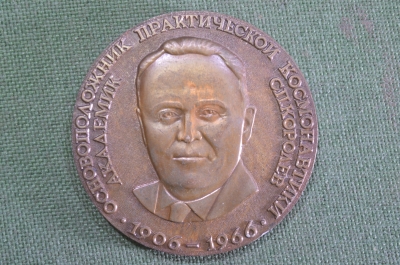 ОСНОВОПОЛОЖНИК ПРАКТИЧЕСКОЙ КОСМОНАВТИКИ
АКАДЕМИК С.П.КОРОЛЕВ
· 1906 - 1966 ·